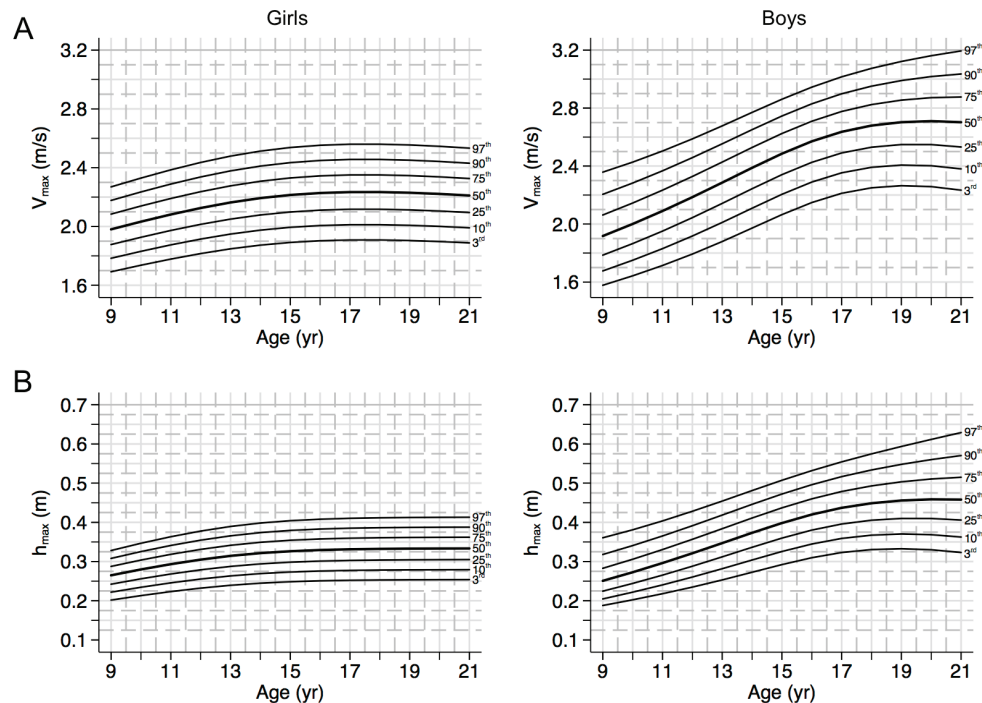 A
Girls
Boys
V_max (m/s)
3.2
2.8
2.4
2.0
1.6
97th
90th
75th
50th
25th
10th
3rd
9 11 13 15 17 19 21
Age (yr)
V_max (m/s)
3.2
2.8
2.4
2.0
1.6
97th
90th
75th
50th
25th
10th
3rd
9 11 13 15 17 19 21
Age (yr)
B
h_max (m)
0.7
0.6
0.5
0.4
0.3
0.2
0.1
97th
90th
75th
50th
25th
10th
3rd
9 11 13 15 17 19 21
Age (yr)
h_max (m)
0.7
0.6
0.5
0.4
0.3
0.2
0.1
97th
90th
75th
50th
25th
10th
3rd
9 11 13 15 17 19 21
Age (yr)